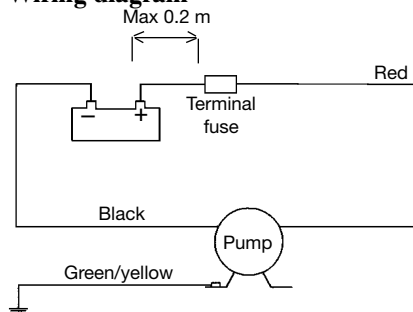 Wiring diagram
Max 0.2 m
Red
Terminal
fuse
− +
Black
Pump
Green/yellow